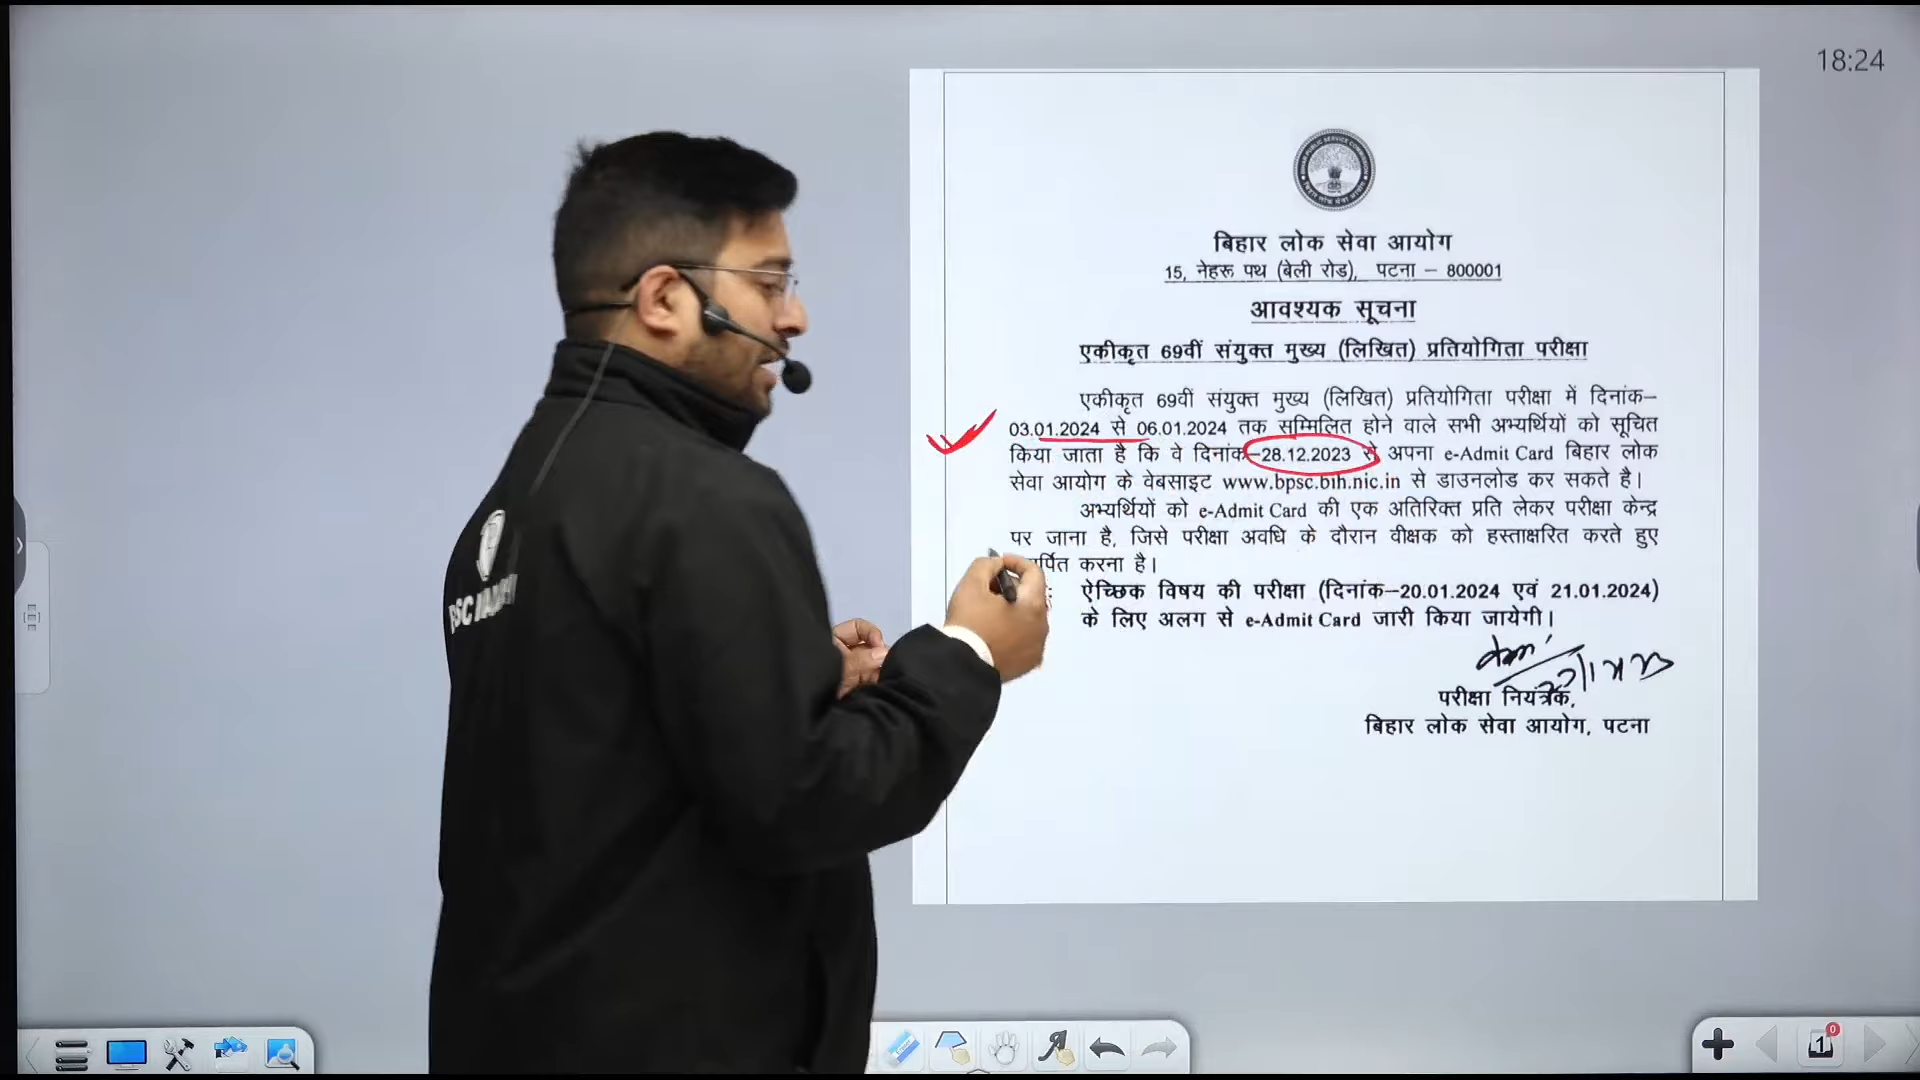 18:24
बिहार लोक सेवा आयोग
15, नेहरू पथ (बेली रोड), पटना – 800001
आवश्यक सूचना
एकीकृत 69वीं संयुक्त मुख्य (लिखित) प्रतियोगिता परीक्षा
एकीकृत 69वीं संयुक्त मुख्य (लिखित) प्रतियोगिता परीक्षा में दिनांक–
03.01.2024 से 06.01.2024 तक सम्मिलित होने वाले सभी अभ्यर्थियों को सूचित
किया जाता है कि वे दिनांक–28.12.2023 से अपना e-Admit Card बिहार लोक
सेवा आयोग के वेबसाइट www.bpsc.bih.nic.in से डाउनलोड कर सकते है।
अभ्यर्थियों को e-Admit Card की एक अतिरिक्त प्रति लेकर परीक्षा केन्द्र
पर जाना है, जिसे परीक्षा अवधि के दौरान वीक्षक को हस्ताक्षरित करते हुए
करना है।
ऐच्छिक विषय की परीक्षा (दिनांक–20.01.2024 एवं 21.01.2024)
के लिए अलग से e-Admit Card जारी किया जायेगी।
परीक्षा नियंत्रक,
बिहार लोक सेवा आयोग, पटना
1
0